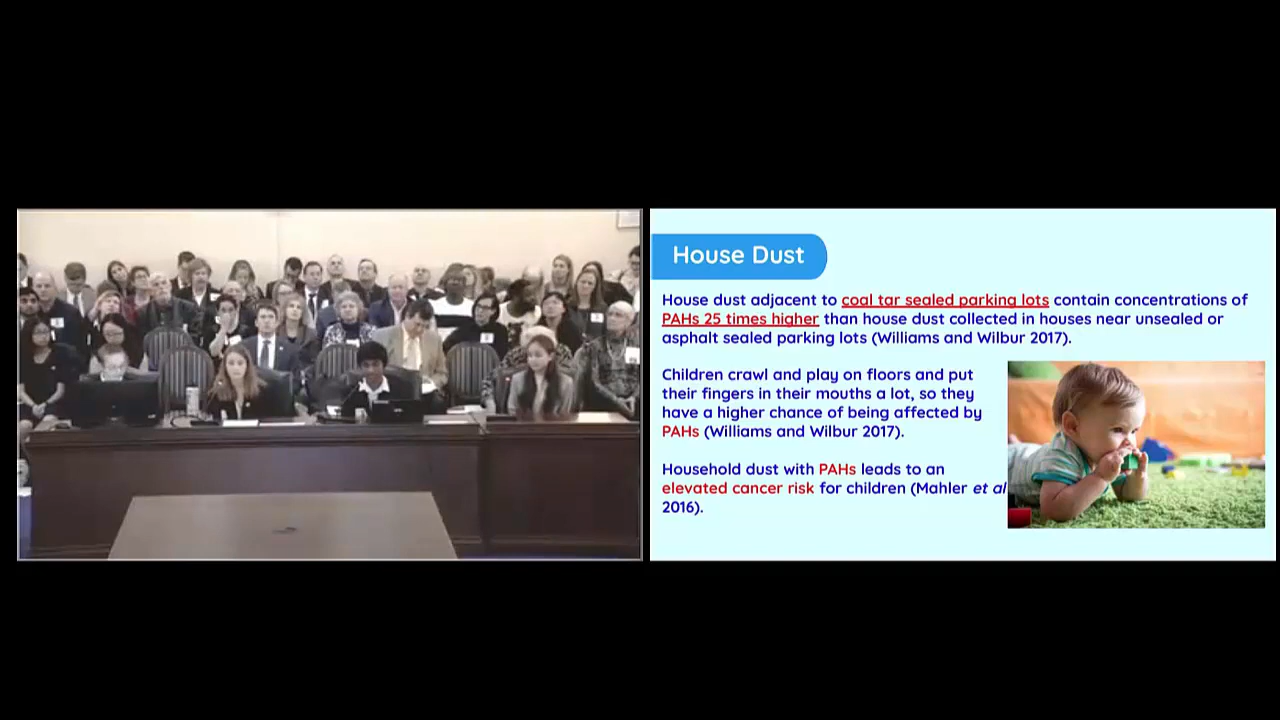 House Dust
House dust adjacent to coal tar sealed parking lots contain concentrations of
PAHs 25 times higher than house dust collected in houses near unsealed or
asphalt sealed parking lots (Williams and Wilbur 2017).
Children crawl and play on floors and put
their fingers in their mouths a lot, so they
have a higher chance of being affected by
PAHs (Williams and Wilbur 2017).
Household dust with PAHs leads to an
elevated cancer risk for children (Mahler et al
2016).